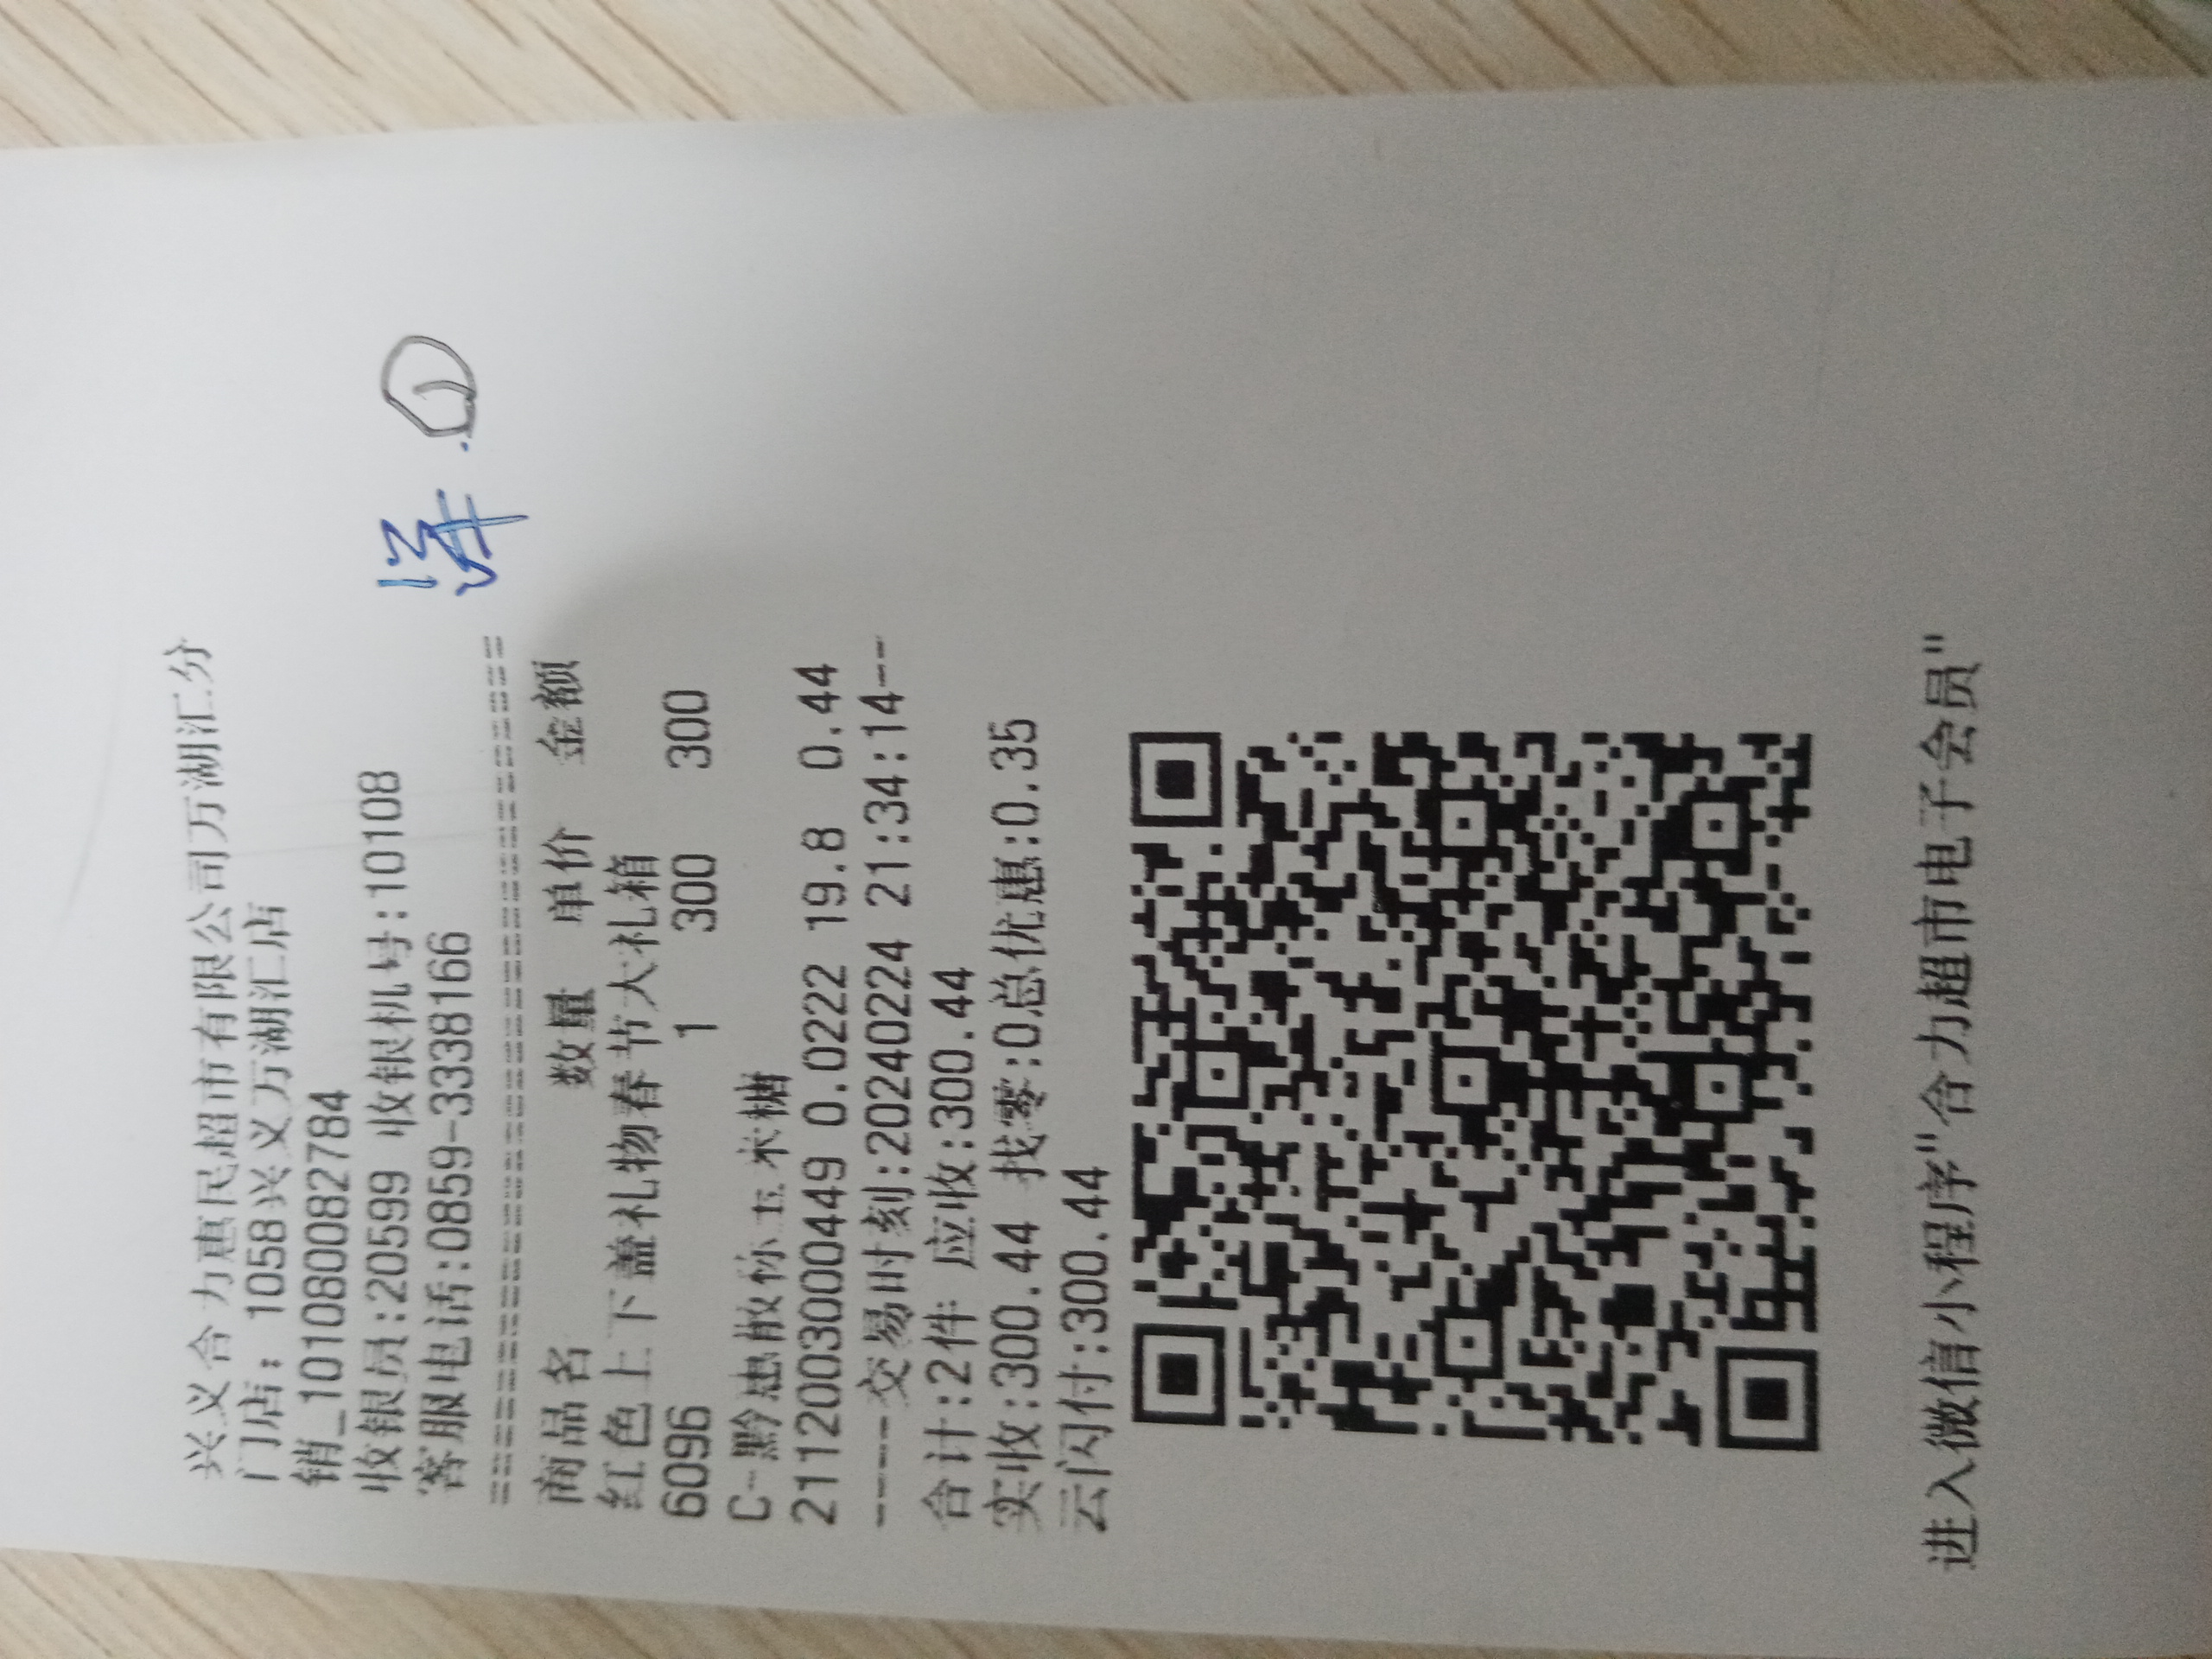 兴义合力惠民超市有限公司万湖汇分
门店: 1058兴义万湖汇店
销_101080082784
收银员:20599 收银机号:10108
客服电话:0859-3338166
泽.①
商品名 数量 单价 金额
红色上下盖礼物春节大礼箱
6096 1 300 300
C-黔惠散称 米糖
21112003000449 0.0222 19.8 0.44
----交易时刻:20240224 21:34:14--
合计:2件 应收:300.44
实收:300.44 找零:0总优惠:0.35
云闪付:300.44
进入微信小程序"合力超市电子会员"